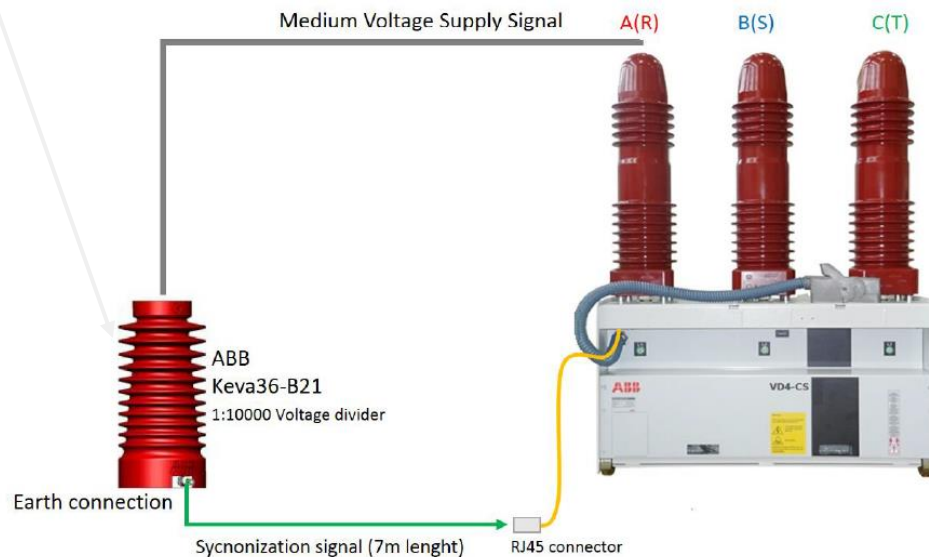 Medium Voltage Supply Signal
A(R)
B(S)
C(T)
ABB
Keva36-B21
1:10000 Voltage divider
ABB
VD4-CS
Earth connection
Sycnonization signal (7m lenght)
RJ45 connector